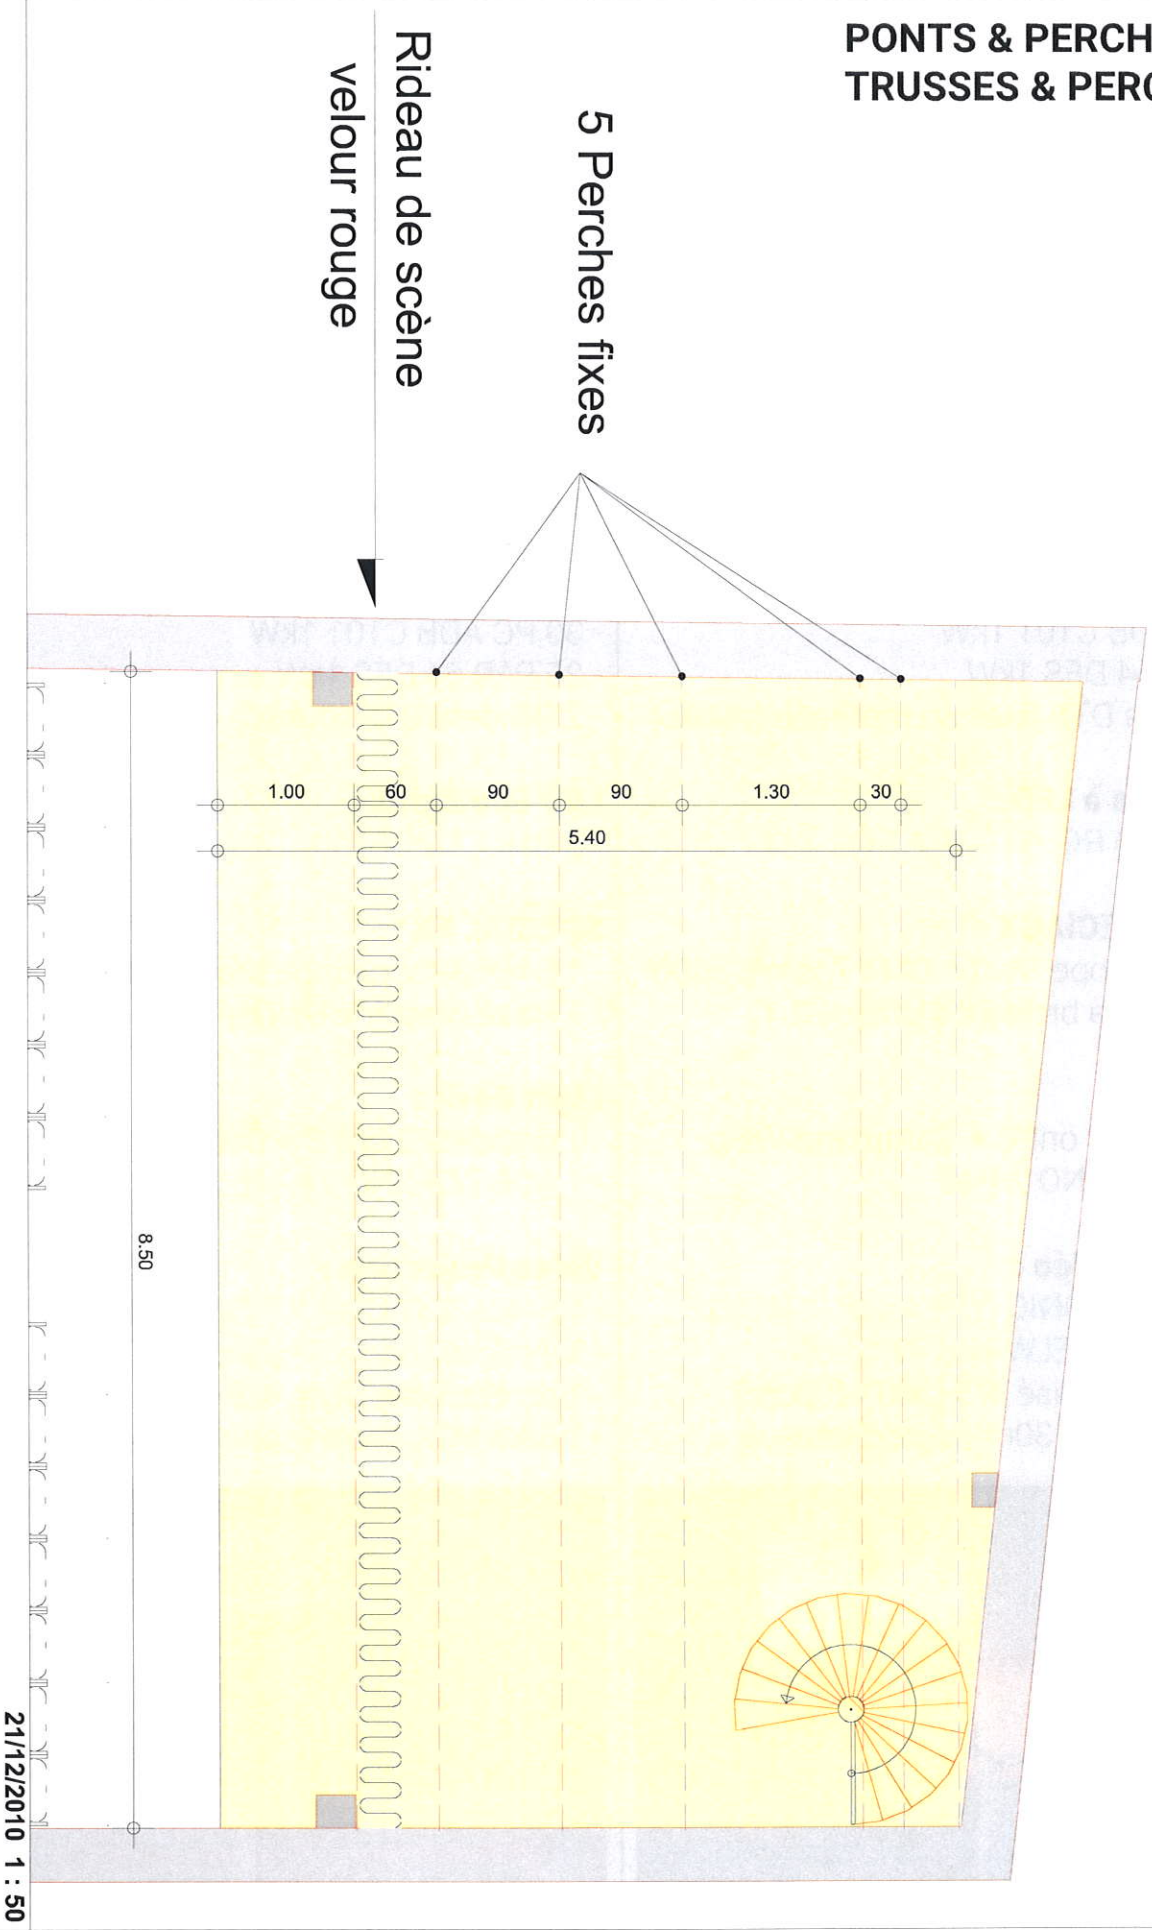 PONTS & PERCH
TRUSSES & PERC
Rideau de scène
velour rouge
5 Perches fixes
1.00
60
90
90
1.30
30
5.40
8.50
21/12/2010 1 : 50